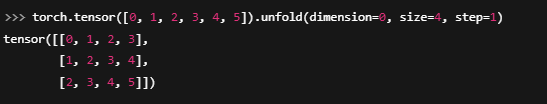 >>> torch.tensor([0, 1, 2, 3, 4, 5]).unfold(dimension=0, size=4, step=1)
tensor([[0, 1, 2, 3],
        [1, 2, 3, 4],
        [2, 3, 4, 5]])